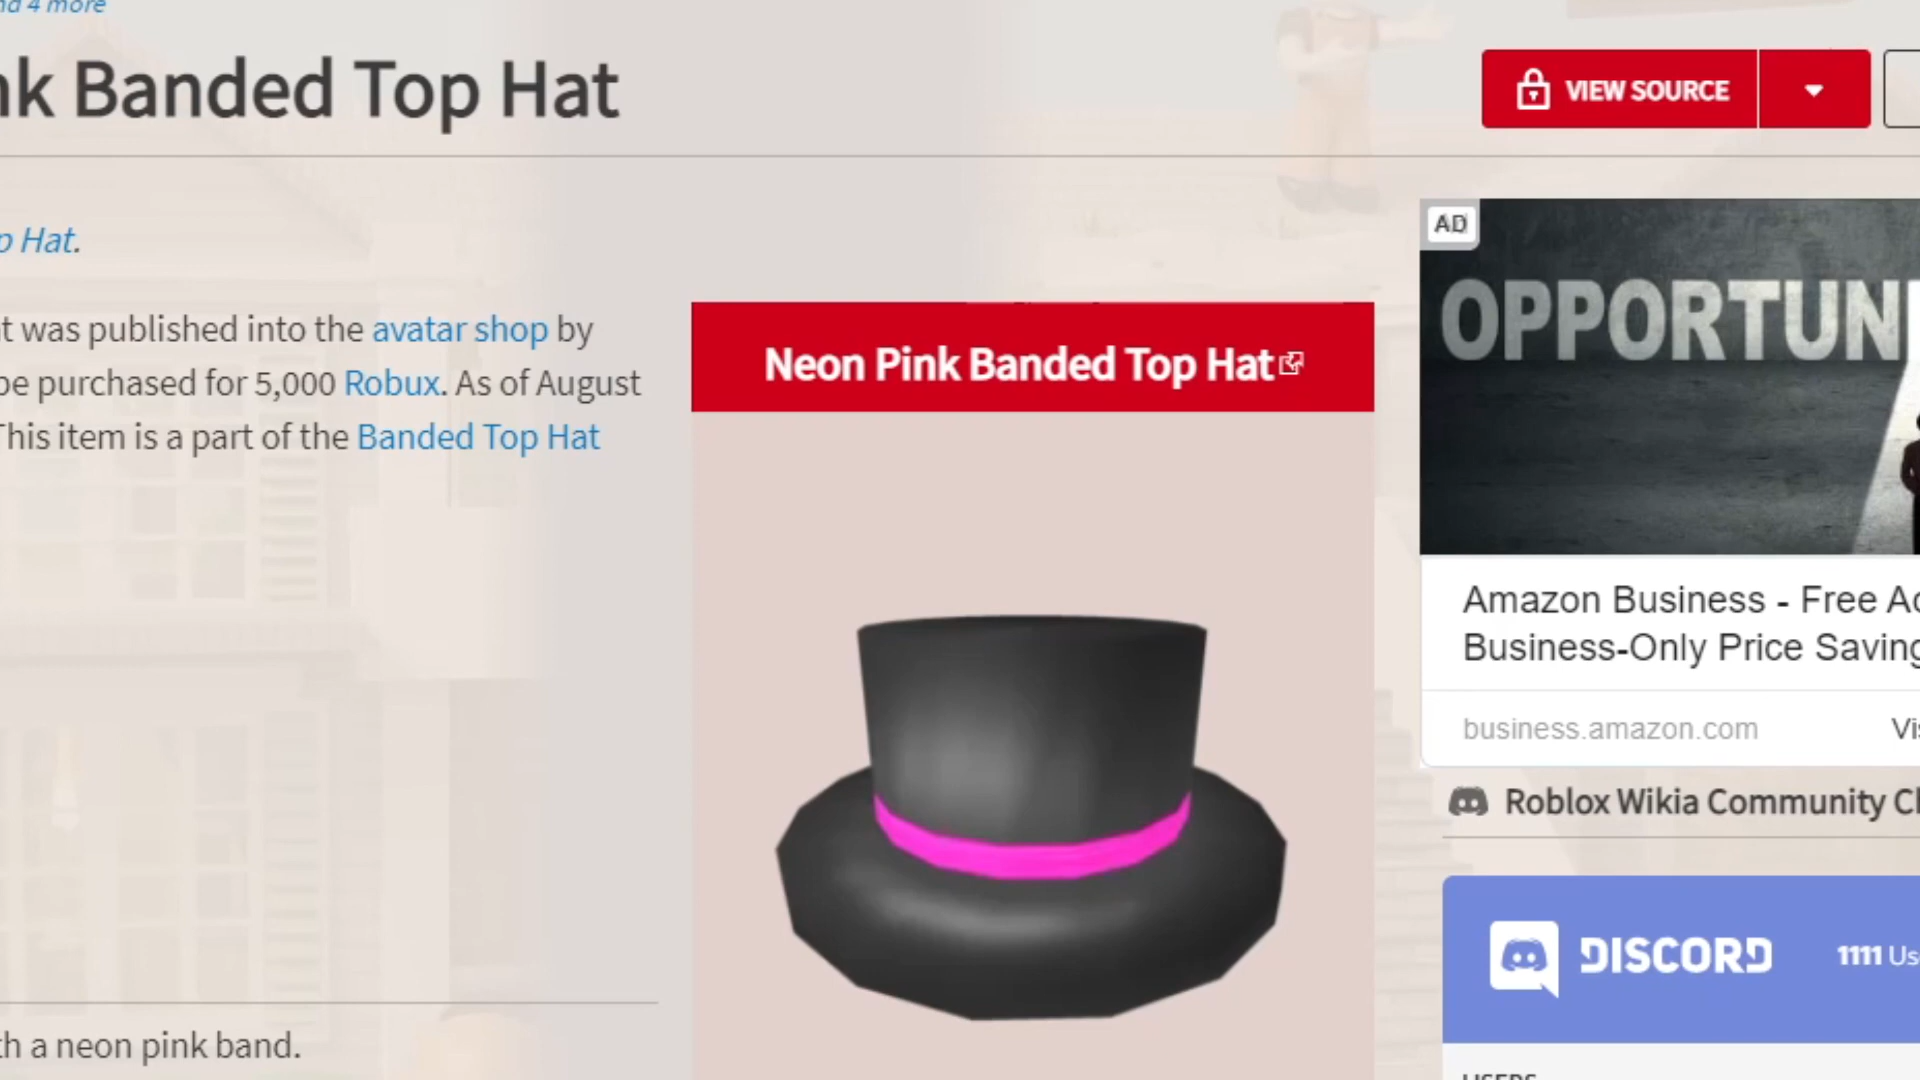 nd 4 more
nk Banded Top Hat
VIEW SOURCE
p Hat.
AD
OPPORTUN
t was published into the avatar shop by
be purchased for 5,000 Robux. As of August
This item is a part of the Banded Top Hat
Neon Pink Banded Top Hat
Amazon Business - Free Ac
Business-Only Price Saving
business.amazon.com
Vis
Roblox Wikia Community Ch
DISCORD
1111 Us
th a neon pink band.
USERS